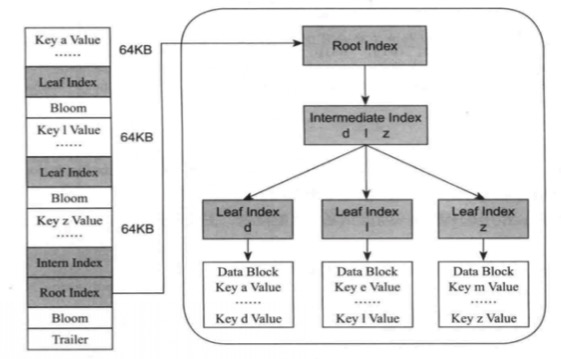 Key a Value
......
64KB
Leaf Index
Bloom
Key l Value
......
64KB
Leaf Index
Bloom
Key z Value
......
64KB
Intern Index
Root Index
Bloom
Trailer
Root Index
Intermediate Index
d l z
Leaf Index
d
Leaf Index
l
Leaf Index
z
Data Block
Key a Value
......
Key d Value
Data Block
Key e Value
......
Key l Value
Data Block
Key m Value
......
Key z Value